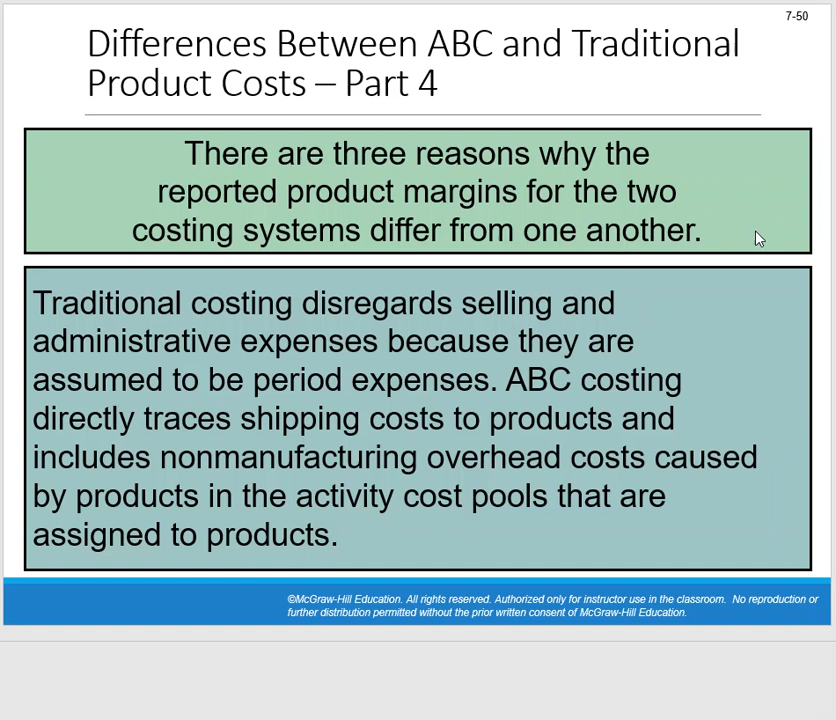 7-50
Differences Between ABC and Traditional
Product Costs – Part 4
There are three reasons why the
reported product margins for the two
costing systems differ from one another.
Traditional costing disregards selling and
administrative expenses because they are
assumed to be period expenses. ABC costing
directly traces shipping costs to products and
includes nonmanufacturing overhead costs caused
by products in the activity cost pools that are
assigned to products.
©McGraw-Hill Education. All rights reserved. Authorized only for instructor use in the classroom.  No reproduction or
further distribution permitted without the prior written consent of McGraw-Hill Education.